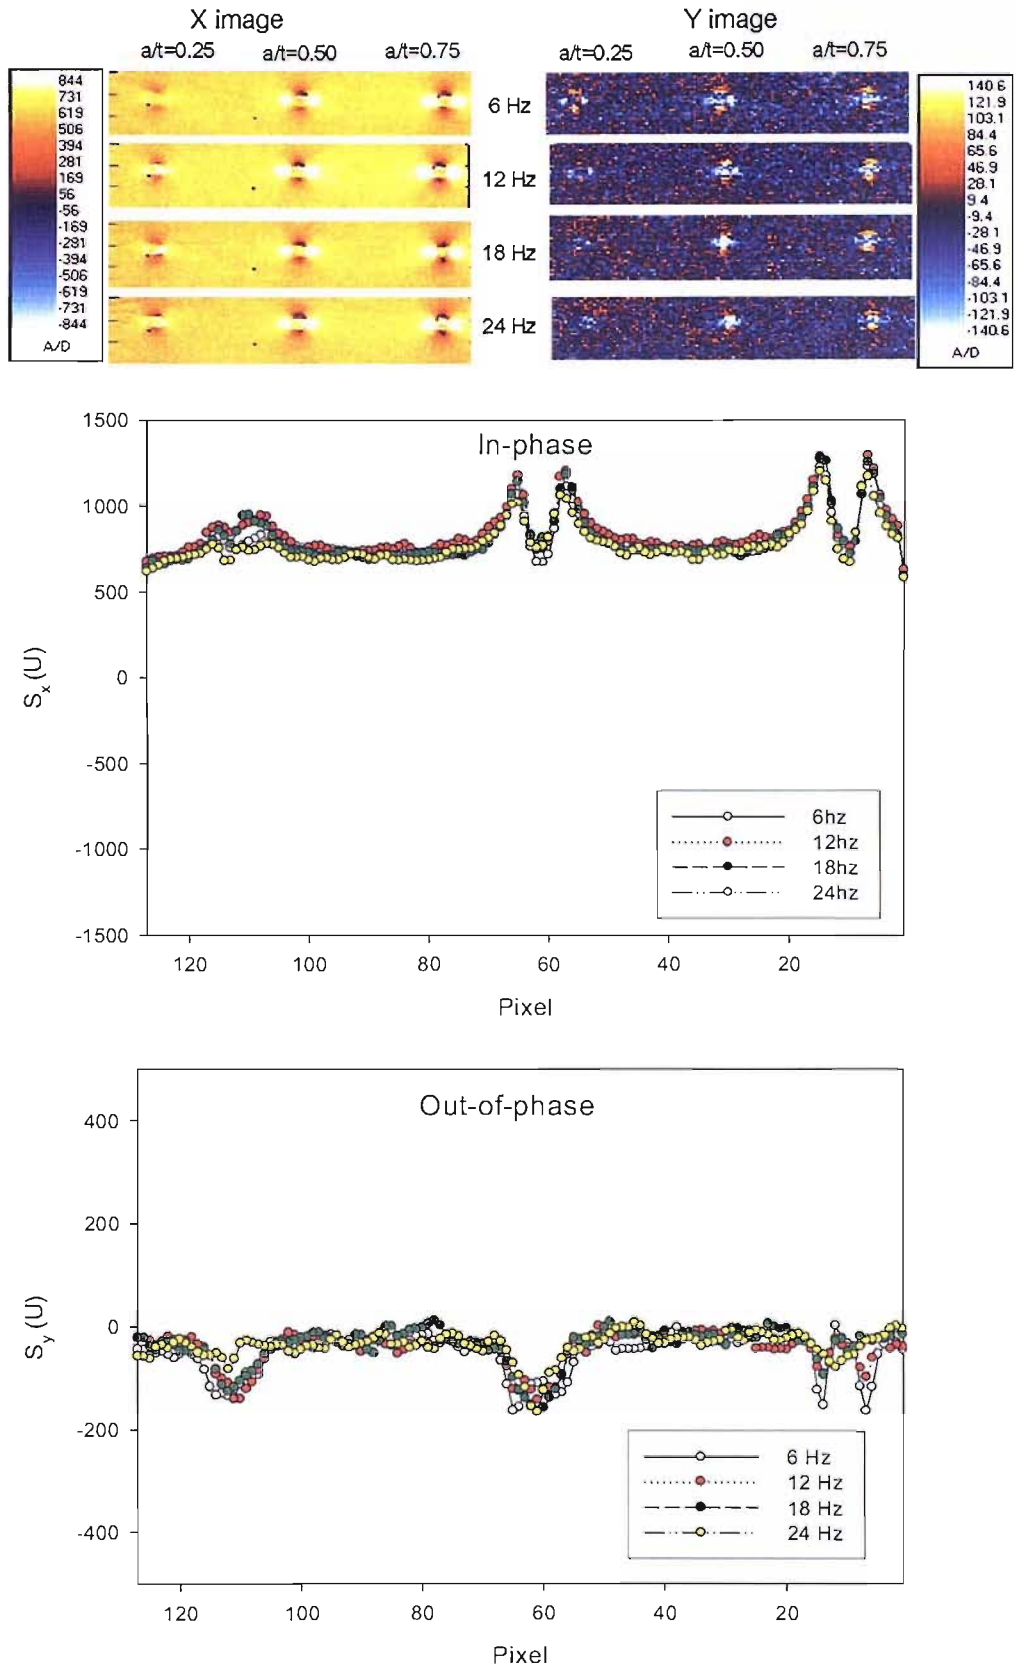 X image
Y image
a/t=0.25
a/t=0.50
a/t=0.75
a/t=0.25
a/t=0.50
a/t=0.75
844
731
619
506
394
281
169
56
-56
-169
-281
-394
-506
-619
-731
-844
A/D
6 Hz
12 Hz
18 Hz
24 Hz
140.6
121.9
103.1
84.4
65.6
46.9
28.1
9.4
-9.4
-28.1
-46.9
-65.6
-84.4
-103.1
-121.9
-140.6
A/D
In-phase
1500
1000
500
0
-500
-1000
-1500
Sx (U)
6hz
12hz
18hz
24hz
120
100
80
60
40
20
Pixel
Out-of-phase
400
200
0
-200
-400
Sy (U)
6 Hz
12 Hz
18 Hz
24 Hz
120
100
80
60
40
20
Pixel